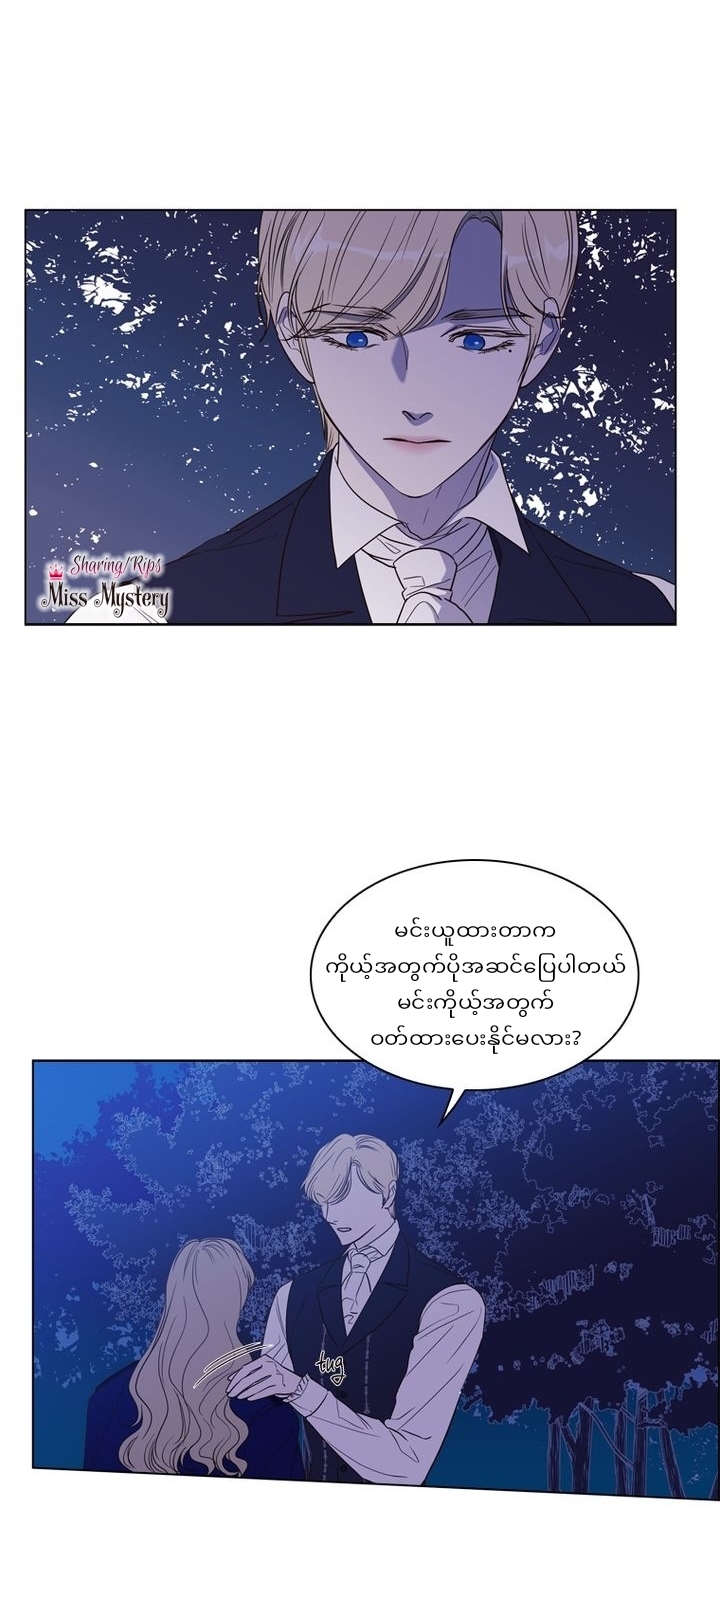 Sharing/Rips
Miss Mystery
မင်းယူထားတာက
ကိုယ့်အတွက်ပိုအဆင်ပြေပါတယ်
မင်းကိုယ့်အတွက်
ဝတ်ထားပေးနိုင်မလား?
tug